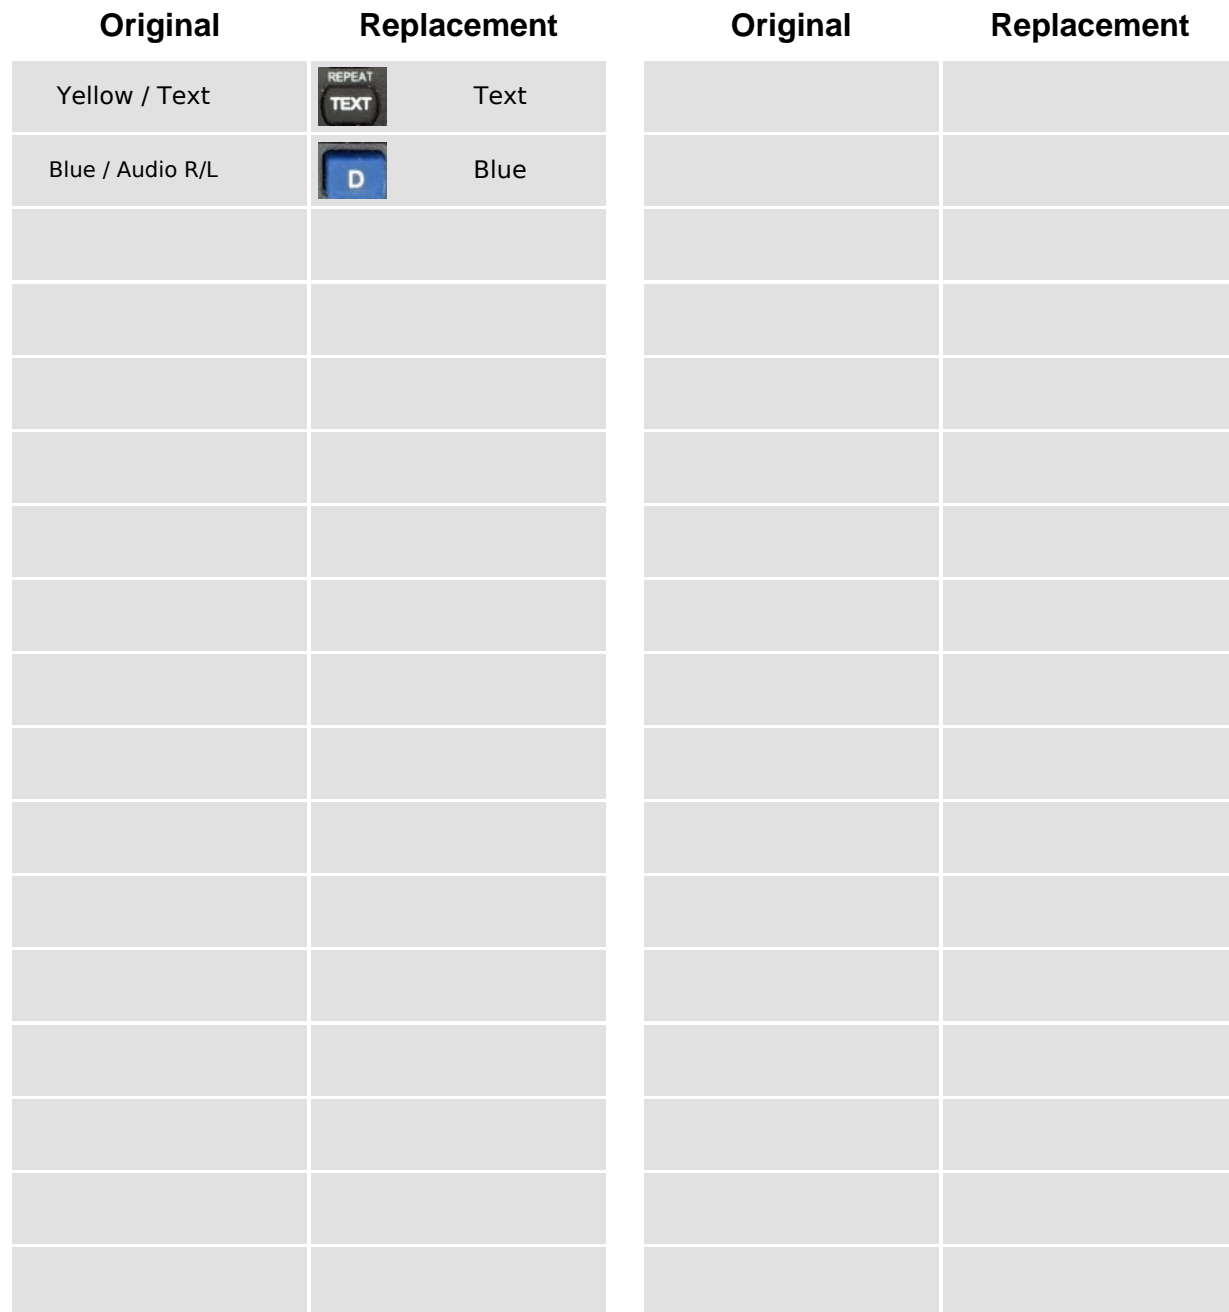 Original Replacement Original Replacement
Yellow / Text REPEAT TEXT Text
Blue / Audio R/L D Blue